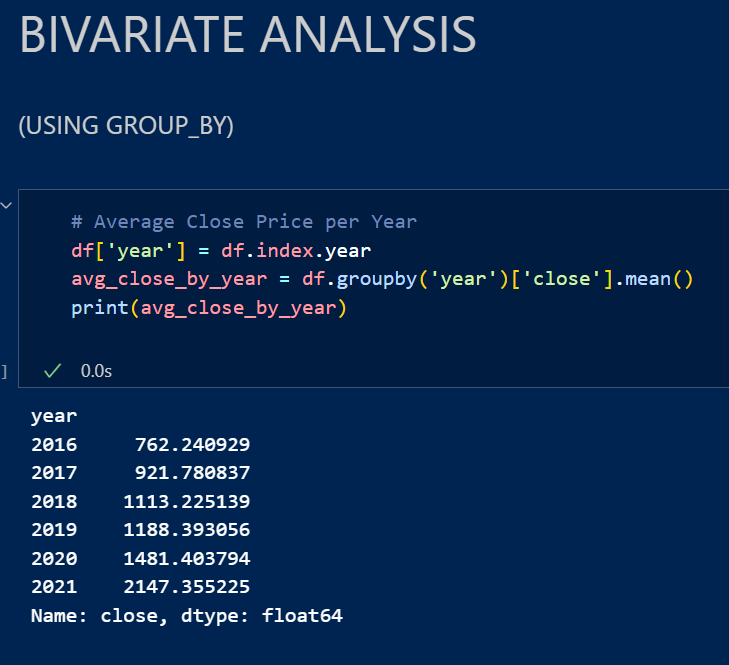 BIVARIATE ANALYSIS
(USING GROUP_BY)
# Average Close Price per Year
df['year'] = df.index.year
avg_close_by_year = df.groupby('year')['close'].mean()
print(avg_close_by_year)
] ✓ 0.0s
year
2016     762.240929
2017     921.780837
2018    1113.225139
2019    1188.393056
2020    1481.403794
2021    2147.355225
Name: close, dtype: float64